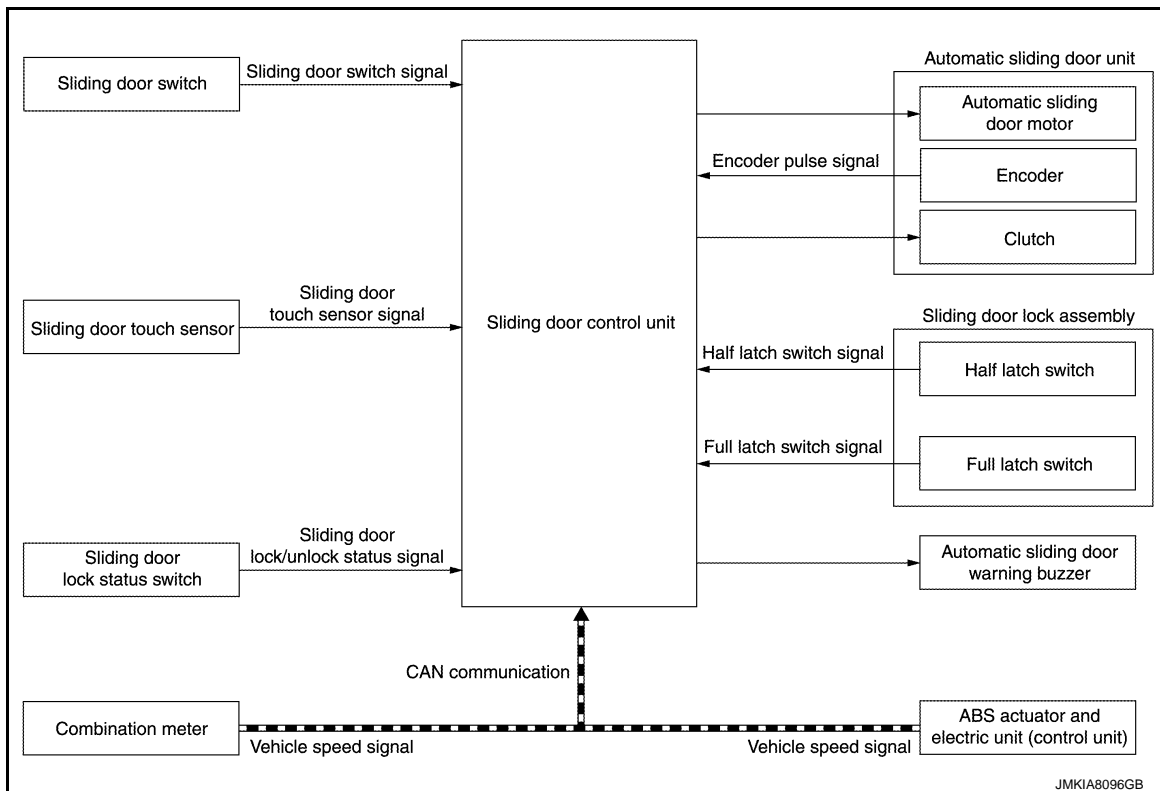 Sliding door switch
Sliding door switch signal
Sliding door touch sensor
Sliding door
touch sensor signal
Sliding door
lock status switch
Sliding door
lock/unlock status signal
Combination meter
Vehicle speed signal
CAN communication
Sliding door control unit
Automatic sliding door unit
Automatic sliding
door motor
Encoder pulse signal
Encoder
Clutch
Sliding door lock assembly
Half latch switch signal
Half latch switch
Full latch switch signal
Full latch switch
Automatic sliding door
warning buzzer
Vehicle speed signal
ABS actuator and
electric unit (control unit)
JMKIA8096GB